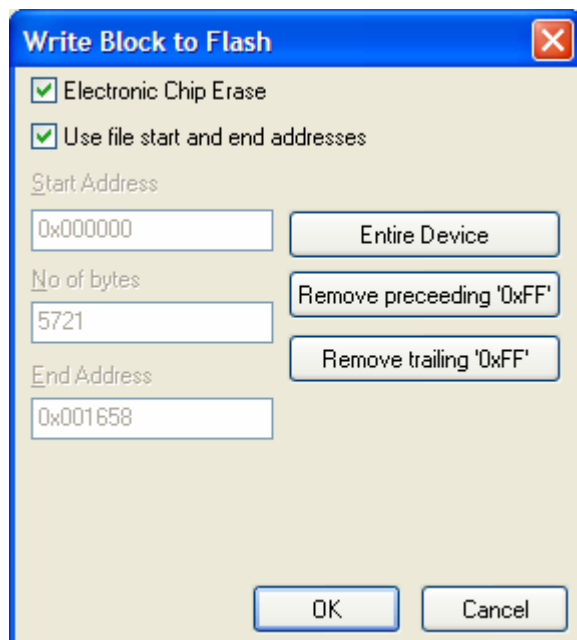 Write Block to Flash
Electronic Chip Erase
Use file start and end addresses
Start Address
0x000000
Entire Device
No of bytes
Remove preceeding '0xFF'
5721
Remove trailing '0xFF'
End Address
0x001658
OK
Cancel